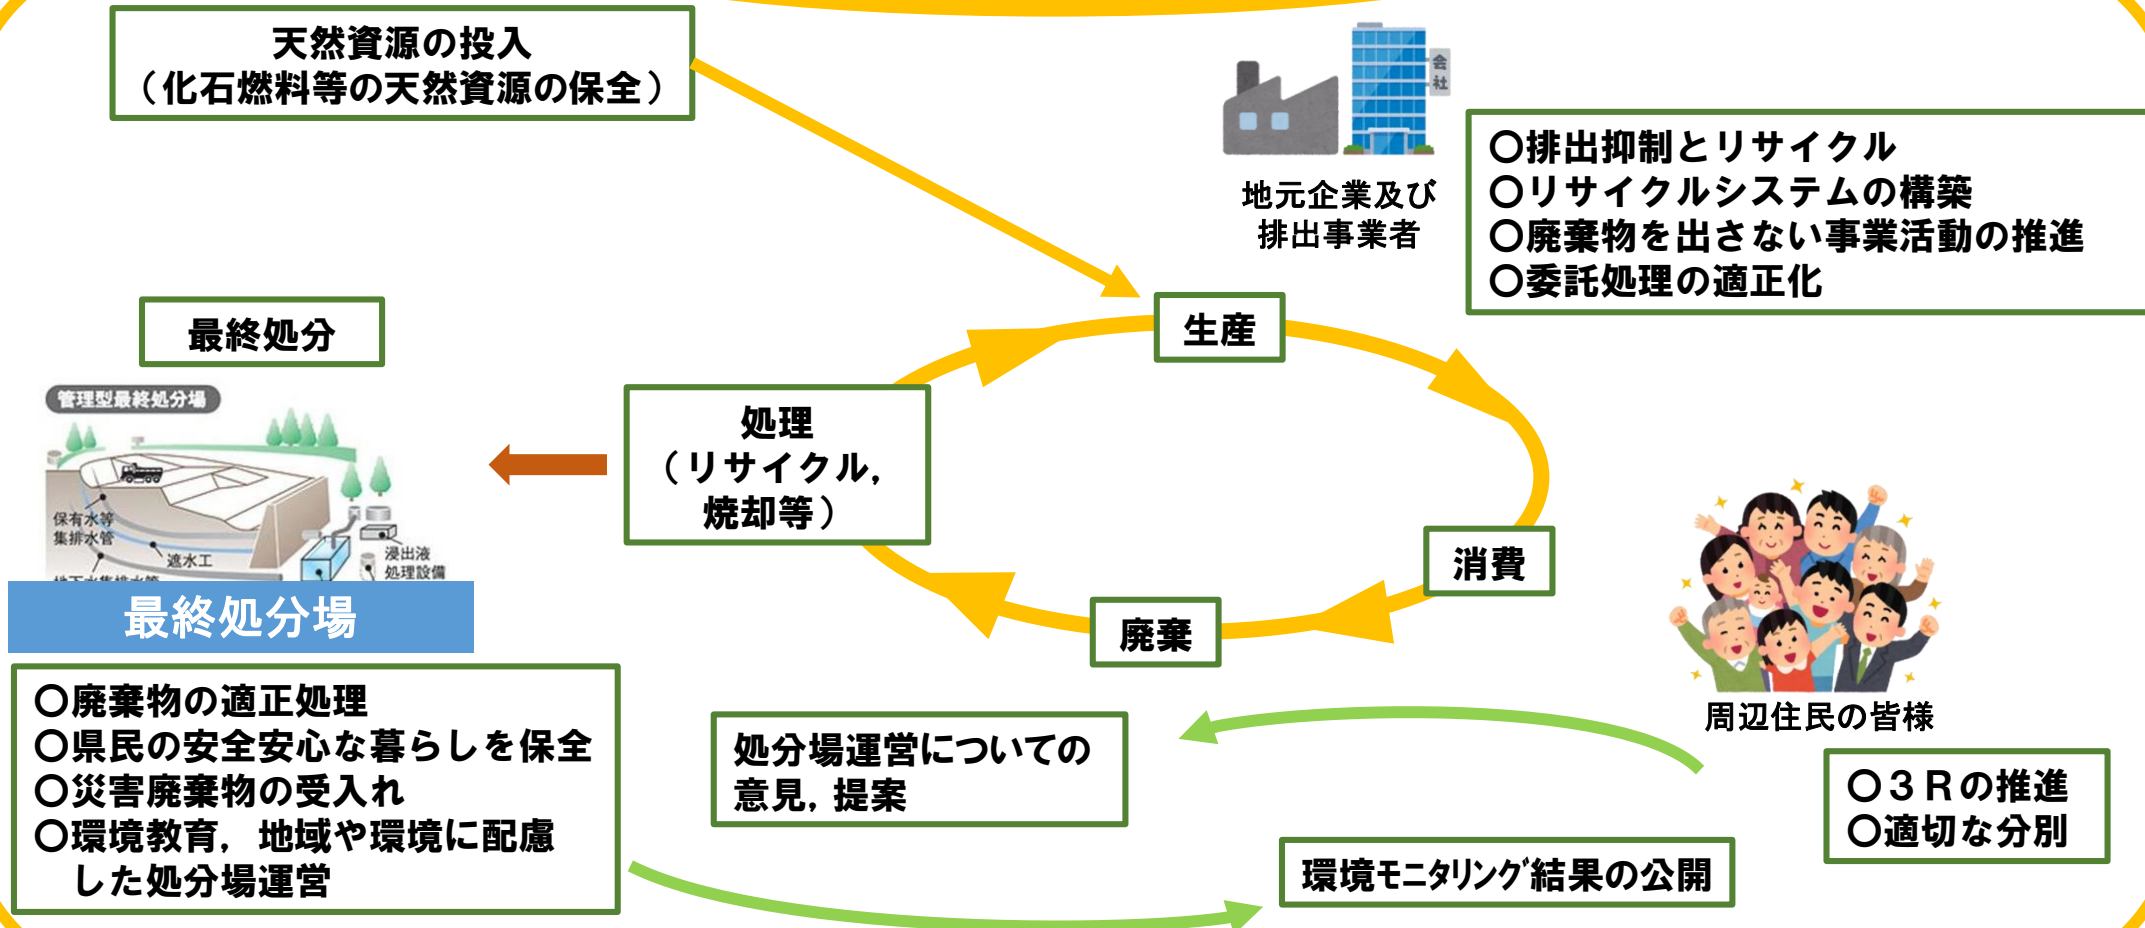 天然資源の投入
（化石燃料等の天然資源の保全）
会社
地元企業及び
排出事業者
〇排出抑制とリサイクル
〇リサイクルシステムの構築
〇廃棄物を出さない事業活動の推進
〇委託処理の適正化
生産
最終処分
管理型最終処分場
保有水等
集排水管
遮水工
浸出液
処理設備
最終処分場
処理
（リサイクル，
焼却等）
消費
廃棄
周辺住民の皆様
〇廃棄物の適正処理
〇県民の安全安心な暮らしを保全
〇災害廃棄物の受入れ
〇環境教育，地域や環境に配慮
した処分場運営
処分場運営についての
意見，提案
〇３Ｒの推進
〇適切な分別
環境ﾓﾆﾀﾘﾝｸﾞ結果の公開